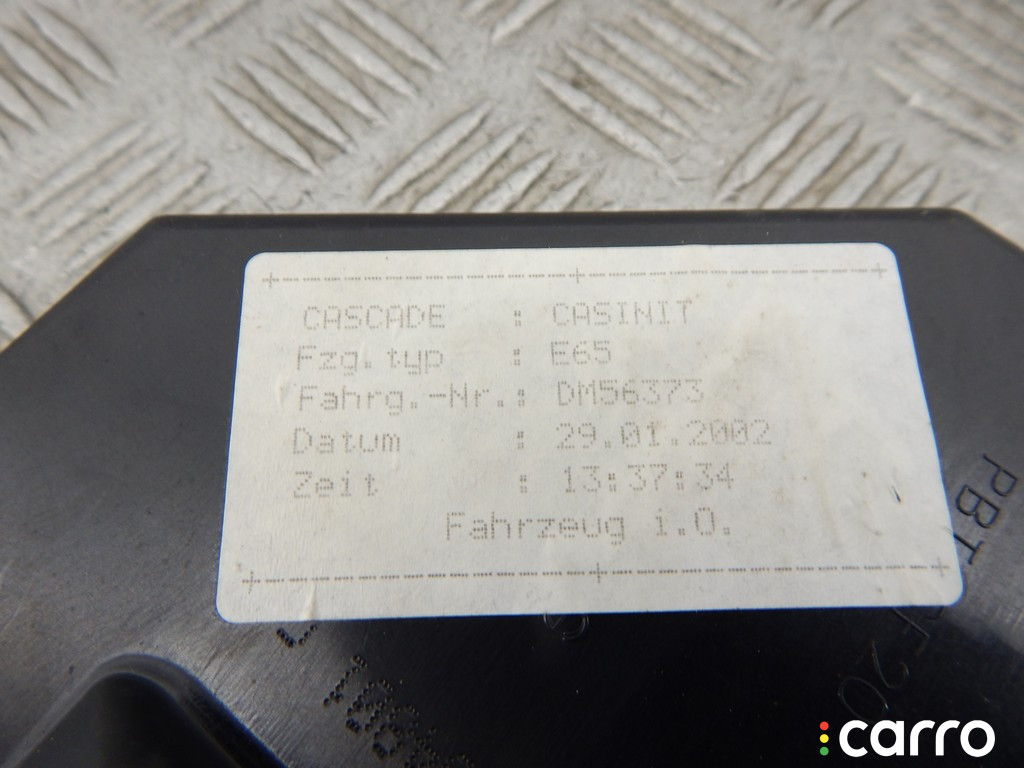 CASCADE : CASINIT
Fzg.typ : E65
Fahrg.-Nr.: DM56373
Datum : 29.01.2002
Zeit : 13:37:34
Fahrzeug i.O.
carro